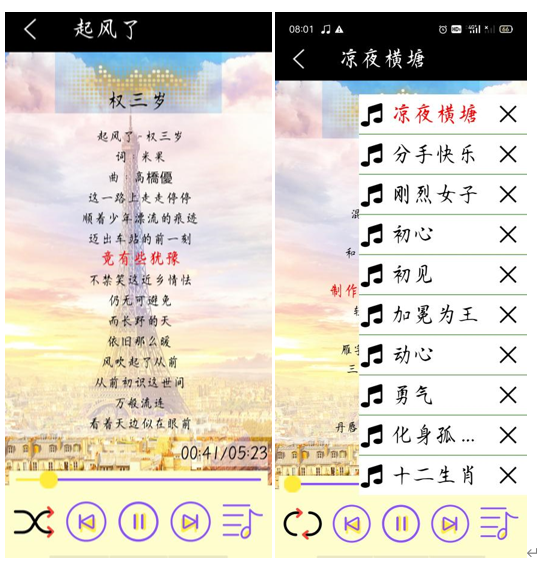 起风了
权三岁
起风了 - 权三岁
词 米果
曲 高橋優
这一路上走走停停
顺着少年漂流的痕迹
迈出车站的前一刻
竟有些犹豫
不禁笑这近乡情怯
仍无可避免
而长野的天
依旧那么暖
风吹起了从前
从前初识这世间
万般流连
看着天边似在眼前
00:41/05:23
08:01
凉夜横塘
凉夜横塘
分手快乐
刚烈女子
初心
初见
加冕为王
动心
勇气
化身孤...
十二生肖
和
制作
雁字
三
丹唇